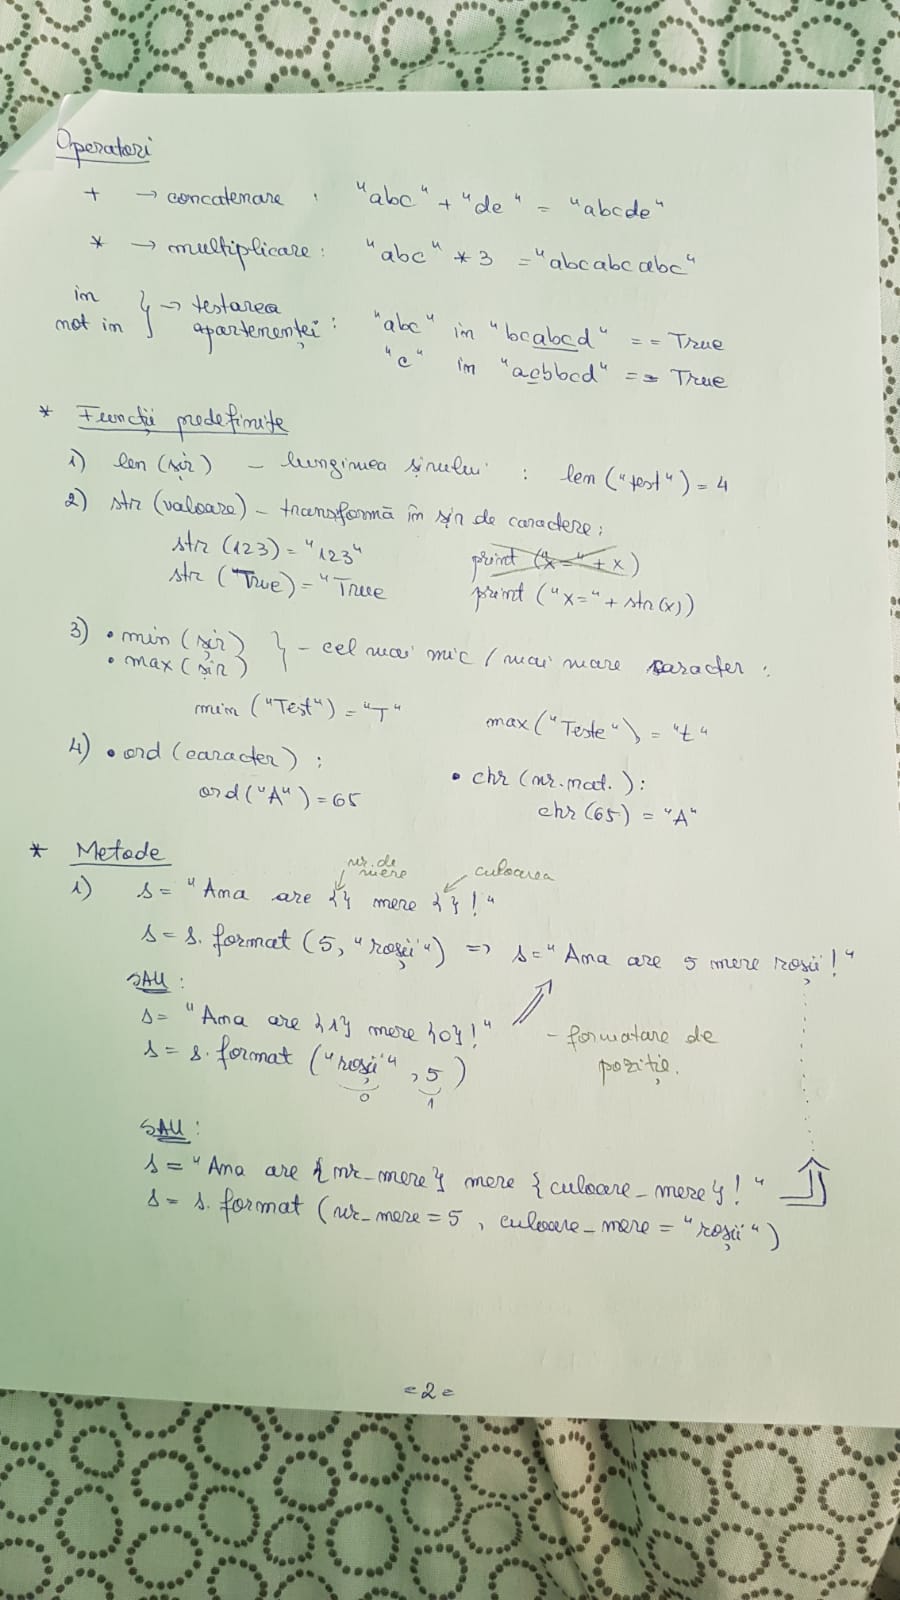 Operatori
+ → concatenare : "abc" + "de" = "abcde"
* → multiplicare : "abc" * 3 = "abcabcabc"
in
not in } → testarea apartenenței : "abc" in "bcabcd" == True
"c" in "acbbcd" == True
* Funcții predefinite
1) len (șir) – lungimea șirului : len ("test") = 4
2) str (valoare) – transformă în șir de caractere :
str (123) = "123" print ("x=" + x)
str ("True) = "True print ("x=" + str(x))
3) • min (șir)
• max (șir) } – cel mai mic / mai mare caracter :
min ("Test") = "T" max ("Teste") = "t"
4) • ord (caracter) : • chr (nr. nat.) :
ord ("A") = 65 chr (65) = "A"
* Metode
nr. de mere culoarea
1) s = "Ana are {} mere {}!"
s = s. format (5, "roșii") => s = "Ana are 5 mere roșii!"
SAU :
s = "Ana are {1} mere {0}!" – formatare de
s = s. format ("roșii", 5) poziție.
0 1
SAU :
s = "Ana are {nr_mere} mere {culoare_mere}!"
s = s. format (nr_mere = 5, culoare_mere = "roșii")
= 2 =